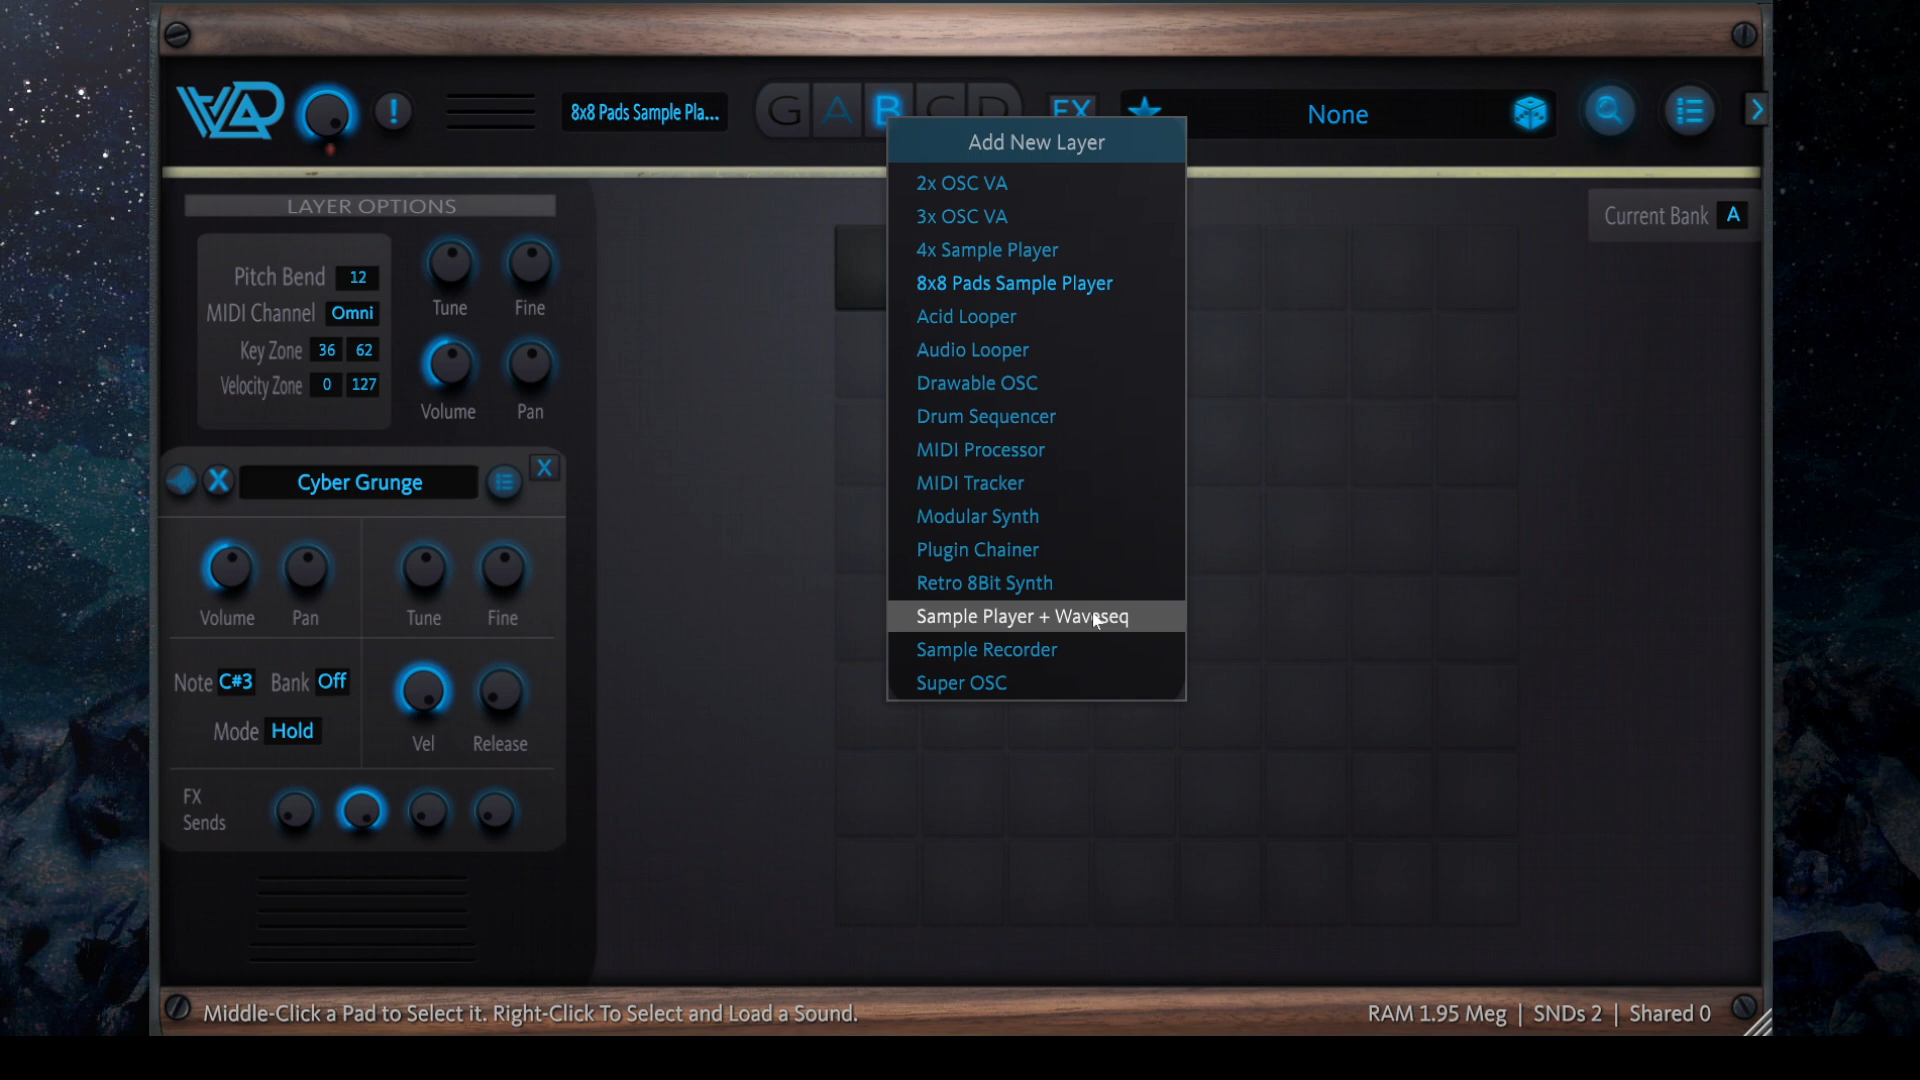 VAP
!
8x8 Pads Sample Pla...
G A B C D
FX
None
Add New Layer
2x OSC VA
3x OSC VA
4x Sample Player
8x8 Pads Sample Player
Acid Looper
Audio Looper
Drawable OSC
Drum Sequencer
MIDI Processor
MIDI Tracker
Modular Synth
Plugin Chainer
Retro 8Bit Synth
Sample Player + Waveseq
Sample Recorder
Super OSC
Current Bank A
LAYER OPTIONS
Pitch Bend 12
MIDI Channel Omni
Key Zone 36 62
Velocity Zone 0 127
Tune Fine
Volume Pan
X Cyber Grunge X
Volume Pan Tune Fine
Note C#3 Bank Off
Mode Hold
Vel Release
FX
Sends
Middle-Click a Pad to Select it. Right-Click To Select and Load a Sound.
RAM 1.95 Meg | SNDs 2 | Shared 0